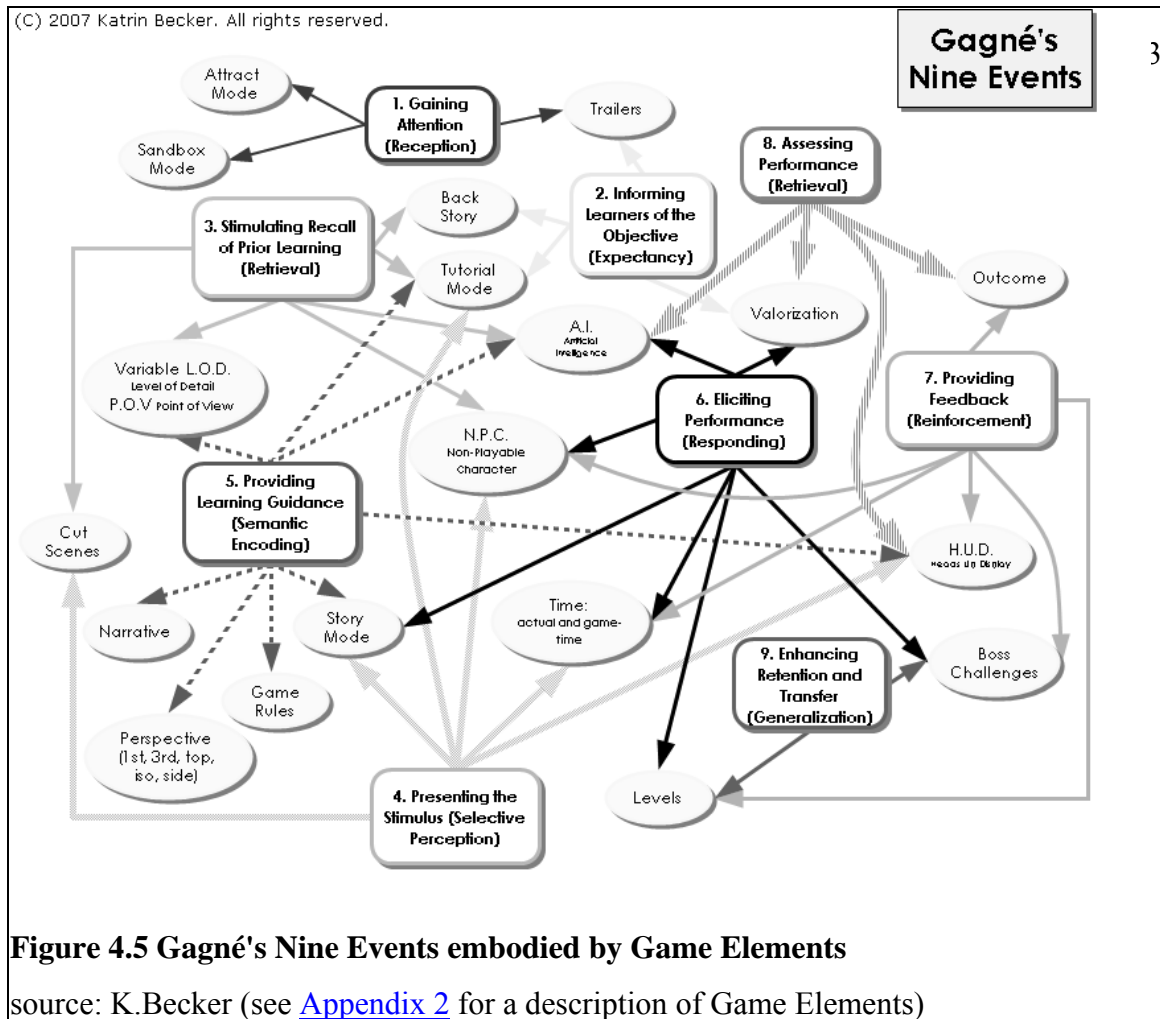 (C) 2007 Katrin Becker. All rights reserved.
Gagné's
Nine Events
3
Attract
Mode
1. Gaining
Attention
(Reception)
Trailers
Sandbox
Mode
8. Assessing
Performance
(Retrieval)
2. Informing
Learners of the
Objective
(Expectancy)
Back
Story
3. Stimulating Recall
of Prior Learning
(Retrieval)
Tutorial
Mode
Outcome
Valorization
A.I.
Artificial
Intelligence
Variable L.O.D.
Level of Detail
P.O.V Point of View
7. Providing
Feedback
(Reinforcement)
6. Eliciting
Performance
(Responding)
N.P.C.
Non-Playable
Character
5. Providing
Learning Guidance
(Semantic
Encoding)
Cut
Scenes
H.U.D.
Heads Up Display
Narrative
Story
Mode
Time:
actual and game-
time
9. Enhancing
Retention and
Transfer
(Generalization)
Boss
Challenges
Game
Rules
Perspective
(1st, 3rd, top,
iso, side)
4. Presenting the
Stimulus (Selective
Perception)
Levels
Figure 4.5 Gagné's Nine Events embodied by Game Elements
source: K.Becker (see Appendix 2 for a description of Game Elements)